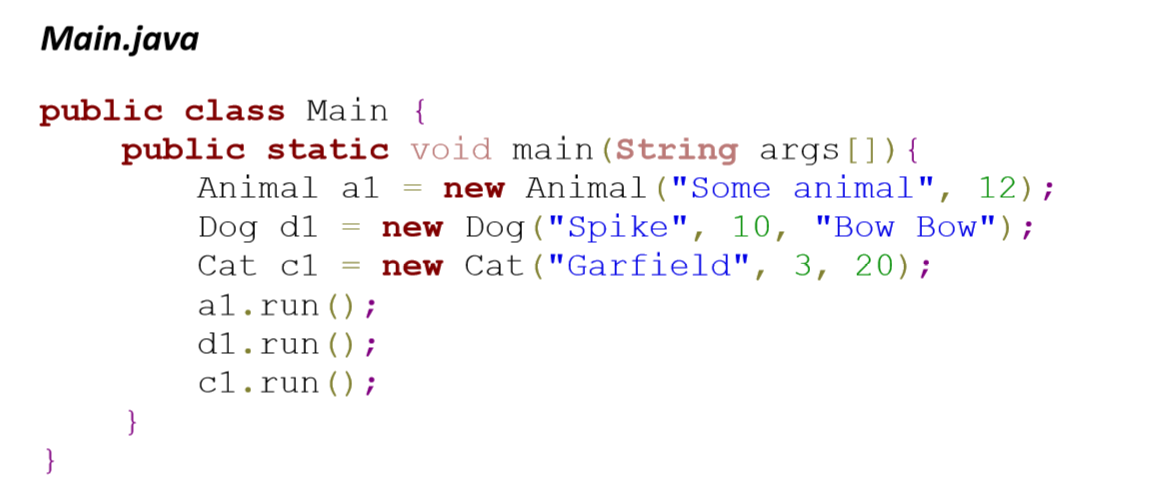 Main.java
public class Main {
public static void main(String args[]){
Animal a1 = new Animal("Some animal", 12);
Dog d1 = new Dog("Spike", 10, "Bow Bow");
Cat c1 = new Cat("Garfield", 3, 20);
a1.run();
d1.run();
c1.run();
}
}